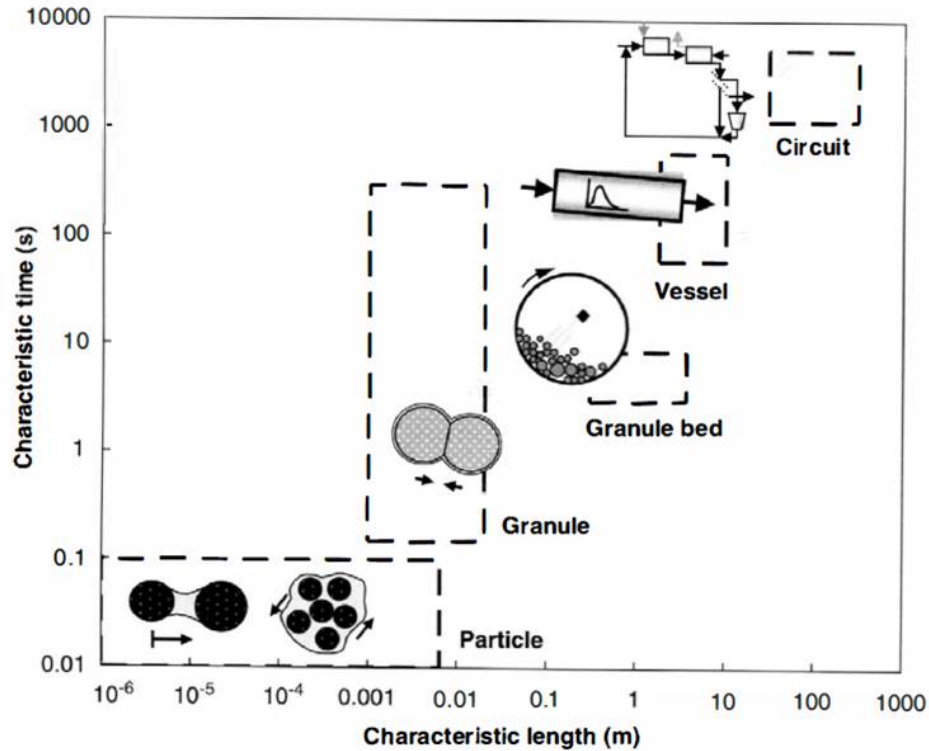 10000
1000
100
10
1
0.1
0.01
Characteristic time (s)
Circuit
Vessel
Granule bed
Granule
Particle
10⁻⁶ 10⁻⁵ 10⁻⁴ 0.001 0.01 0.1 1 10 100 1000
Characteristic length (m)